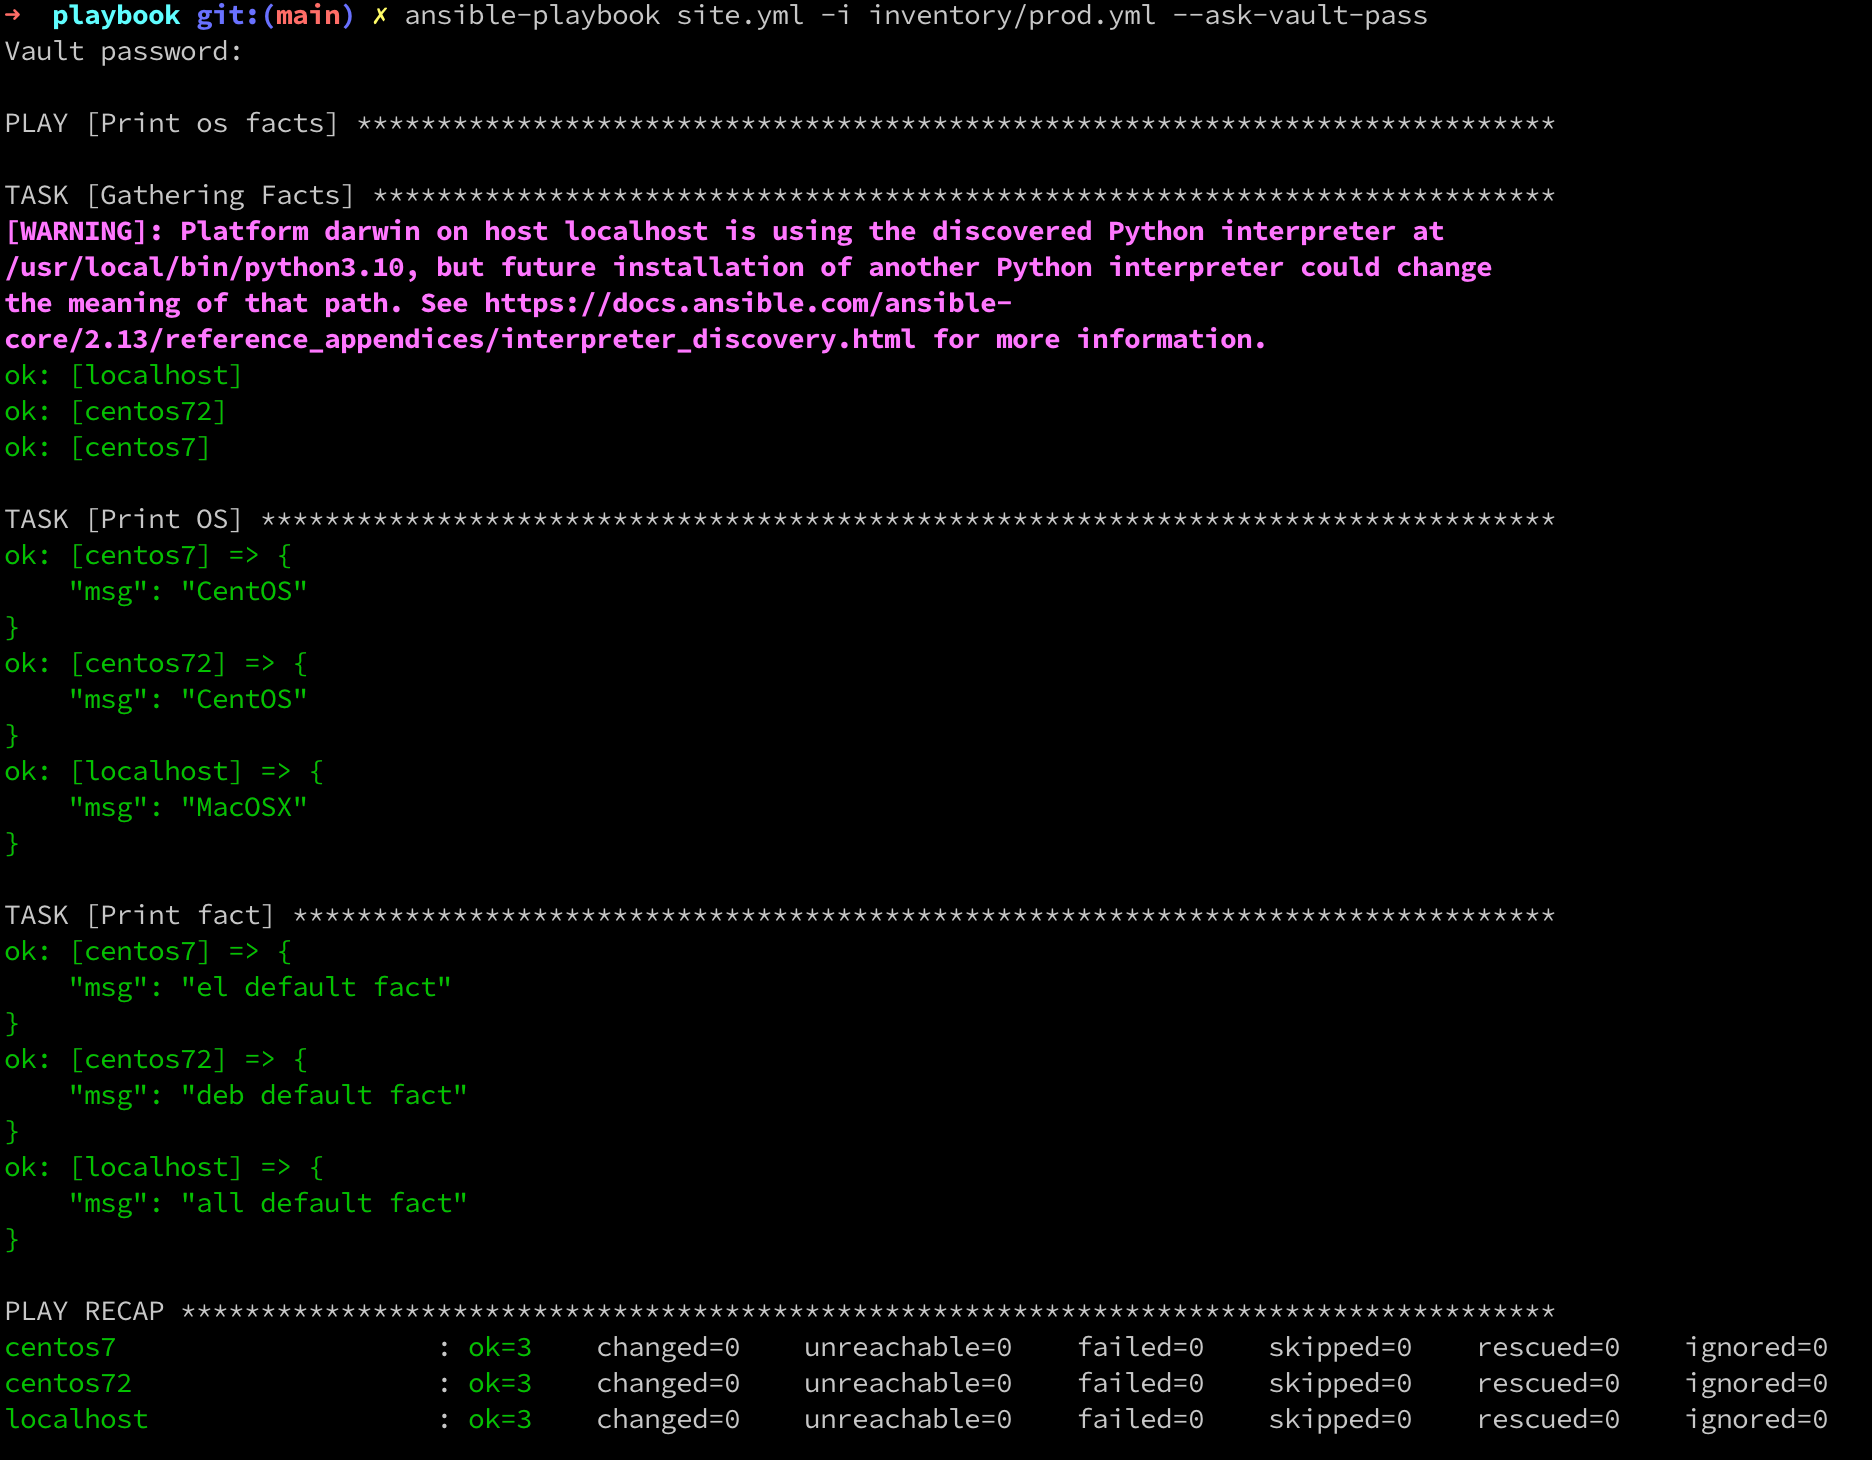 →  playbook git:(main) ✗ ansible-playbook site.yml -i inventory/prod.yml --ask-vault-pass
Vault password:

PLAY [Print os facts] ***************************************************************************

TASK [Gathering Facts] **************************************************************************
[WARNING]: Platform darwin on host localhost is using the discovered Python interpreter at
/usr/local/bin/python3.10, but future installation of another Python interpreter could change
the meaning of that path. See https://docs.ansible.com/ansible-
core/2.13/reference_appendices/interpreter_discovery.html for more information.
ok: [localhost]
ok: [centos72]
ok: [centos7]

TASK [Print OS] *********************************************************************************
ok: [centos7] => {
    "msg": "CentOS"
}
ok: [centos72] => {
    "msg": "CentOS"
}
ok: [localhost] => {
    "msg": "MacOSX"
}

TASK [Print fact] *******************************************************************************
ok: [centos7] => {
    "msg": "el default fact"
}
ok: [centos72] => {
    "msg": "deb default fact"
}
ok: [localhost] => {
    "msg": "all default fact"
}

PLAY RECAP **************************************************************************************
centos7                    : ok=3    changed=0    unreachable=0    failed=0    skipped=0    rescued=0    ignored=0
centos72                   : ok=3    changed=0    unreachable=0    failed=0    skipped=0    rescued=0    ignored=0
localhost                  : ok=3    changed=0    unreachable=0    failed=0    skipped=0    rescued=0    ignored=0